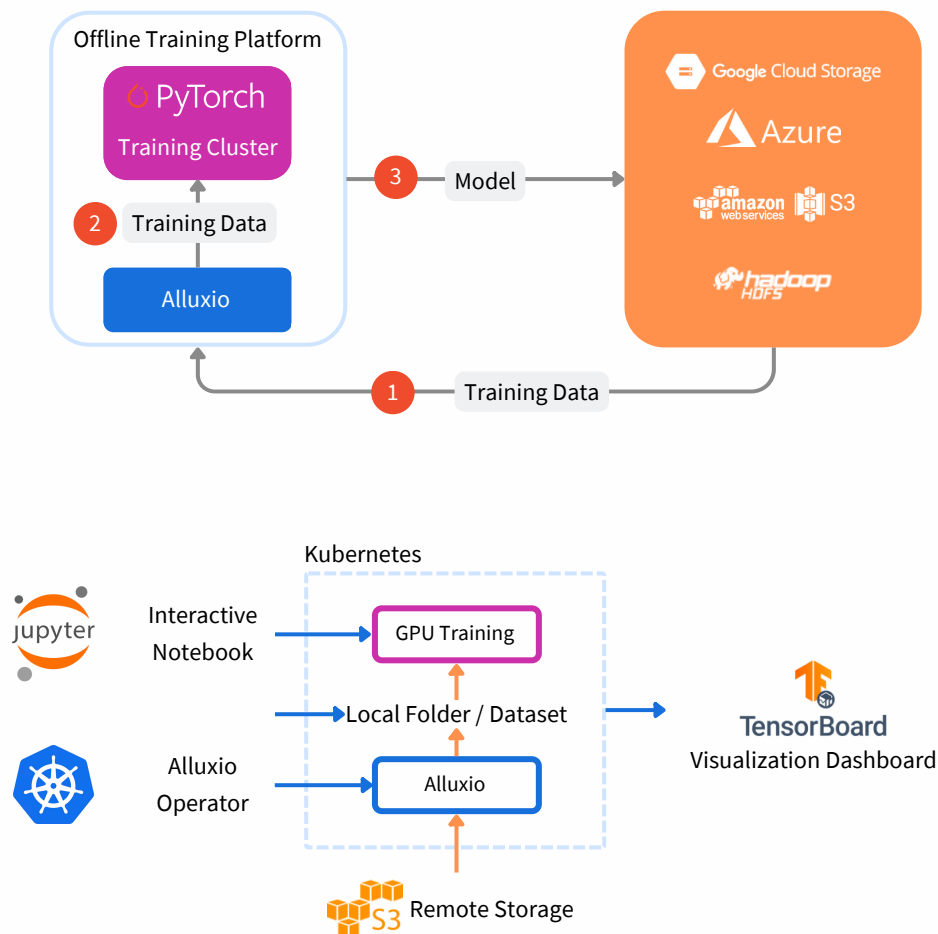 Offline Training Platform
PyTorch
Training Cluster
2
Training Data
Alluxio
3
Model
Google Cloud Storage
Azure
amazon
webservices
S3
hadoop
HDFS
1
Training Data
Kubernetes
jupyter
Interactive
Notebook
GPU Training
Local Folder / Dataset
TensorBoard
Visualization Dashboard
Alluxio
Operator
Alluxio
S3
Remote Storage